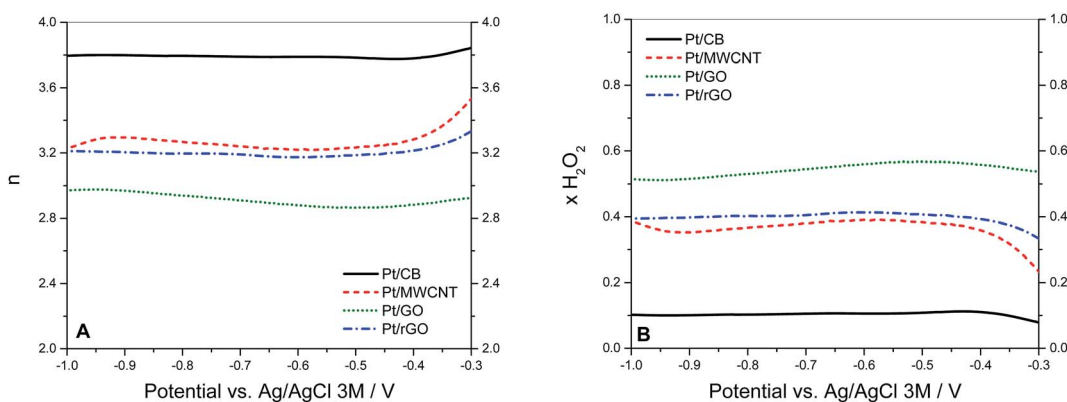 4.0
3.6
3.2
2.8
2.4
2.0
n
4.0
3.6
3.2
2.8
2.4
2.0
Pt/CB
Pt/MWCNT
Pt/GO
Pt/rGO
A
-1.0 -0.9 -0.8 -0.7 -0.6 -0.5 -0.4 -0.3
Potential vs. Ag/AgCl 3M / V
1.0
0.8
0.6
0.4
0.2
0.0
x H₂O₂
1.0
0.8
0.6
0.4
0.2
0.0
Pt/CB
Pt/MWCNT
Pt/GO
Pt/rGO
B
-1.0 -0.9 -0.8 -0.7 -0.6 -0.5 -0.4 -0.3
Potential vs. Ag/AgCl 3M / V